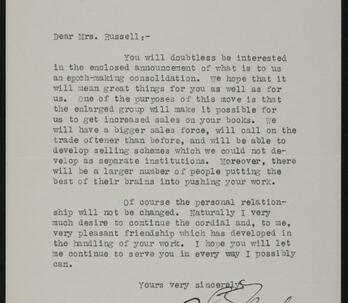 Dear Mrs. Russell:-
You will doubtless be interested
in the enclosed announcement of what is to us
an epoch-making consolidation. We hope that it
will mean great things for you as well as for
us. One of the purposes of this move is that
the enlarged group will make it possible for
us to get increased sales on your books. We
will have a bigger sales force, will call on the
trade oftener than before, and will be able to
develop selling schemes which we could not de-
velop as separate institutions. Moreover, there
will be a larger number of people putting the
best of their brains into pushing your work.
Of course the personal relation-
ship will not be changed. Naturally I very
much desire to continue the cordial and, to me,
very pleasant friendship which has developed in
the handling of your work. I hope you will let
me continue to serve you in every way I possibly
can.
Yours very sincerely